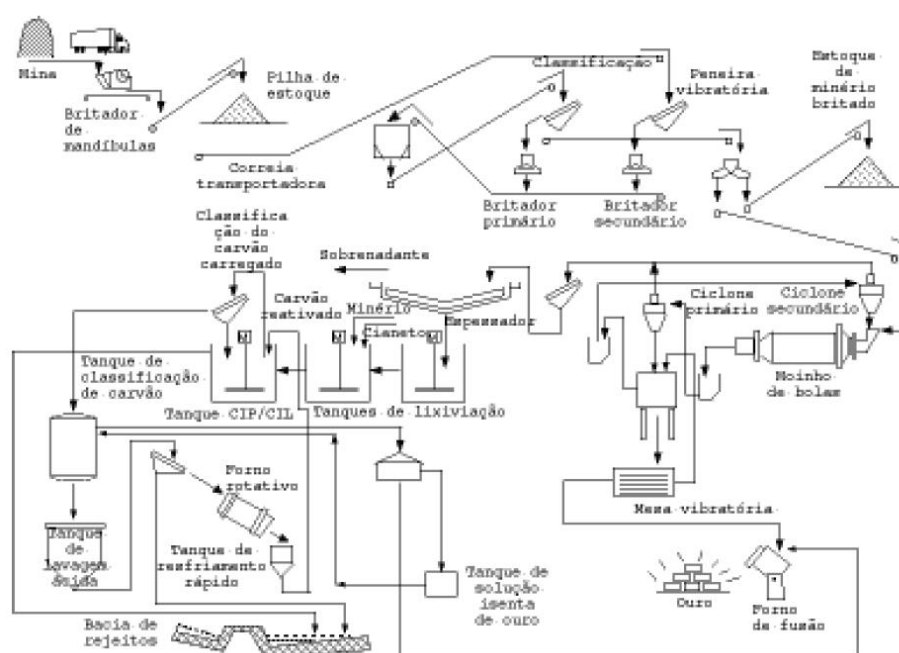 Mina
Britador
de
mandíbulas
Pilha de
estoque
Correia
transportadora
Classificação
Peneira
vibratória
Estoque
de
minério
britado
Britador
primário
Britador
secundário
Classifica
ção do
carvão
carregado
Sobrenadante
Carvão
reativado
Minério
Cianeto
Espessador
Ciclone
primário
Ciclone
secundário
Moinho
de bolas
Tanque de
classificação
de carvão
Tanque CIP/CIL
Tanques de lixiviação
Forno
rotativo
Mesa vibratória
Tanque
de
lavagem
Tanque de
resfriamento
rápido
Tanque de
solução
isenta
de ouro
Ouro
Forno
de fusão
Bacia de
rejeitos